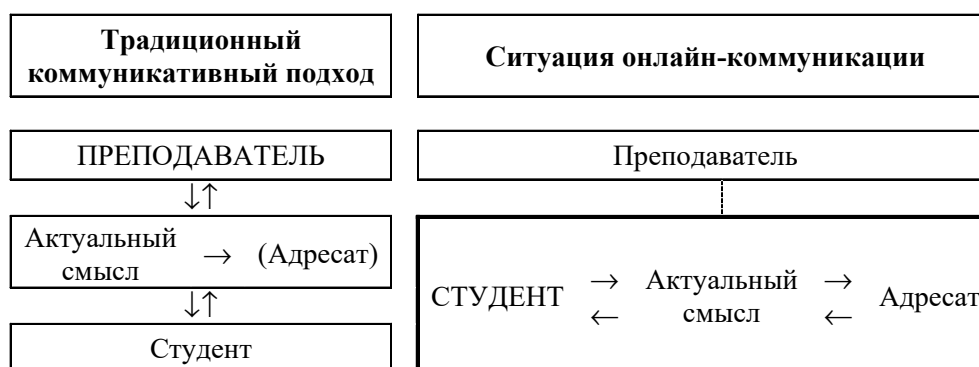 Традиционный
коммуникативный подход
Ситуация онлайн-коммуникации
ПРЕПОДАВАТЕЛЬ
Преподаватель
↓↑
Актуальный
смысл → (Адресат)
↓↑
Студент
СТУДЕНТ → Актуальный → Адресат
← смысл ←